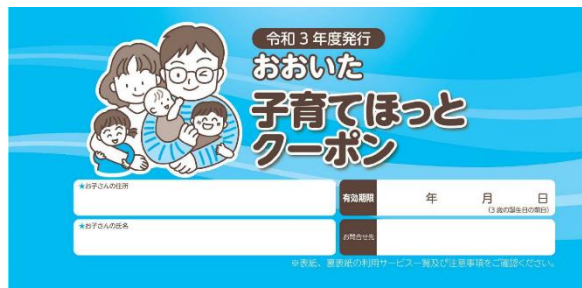 令和3年度発行
おおいた
子育てほっと
クーポン
★お子さんの住所
有効期限 年 月 日
(3歳の誕生日の前日)
★お子さんの氏名
お問合せ先
※表紙、裏表紙の利用サービス一覧及び注意事項をご確認ください。